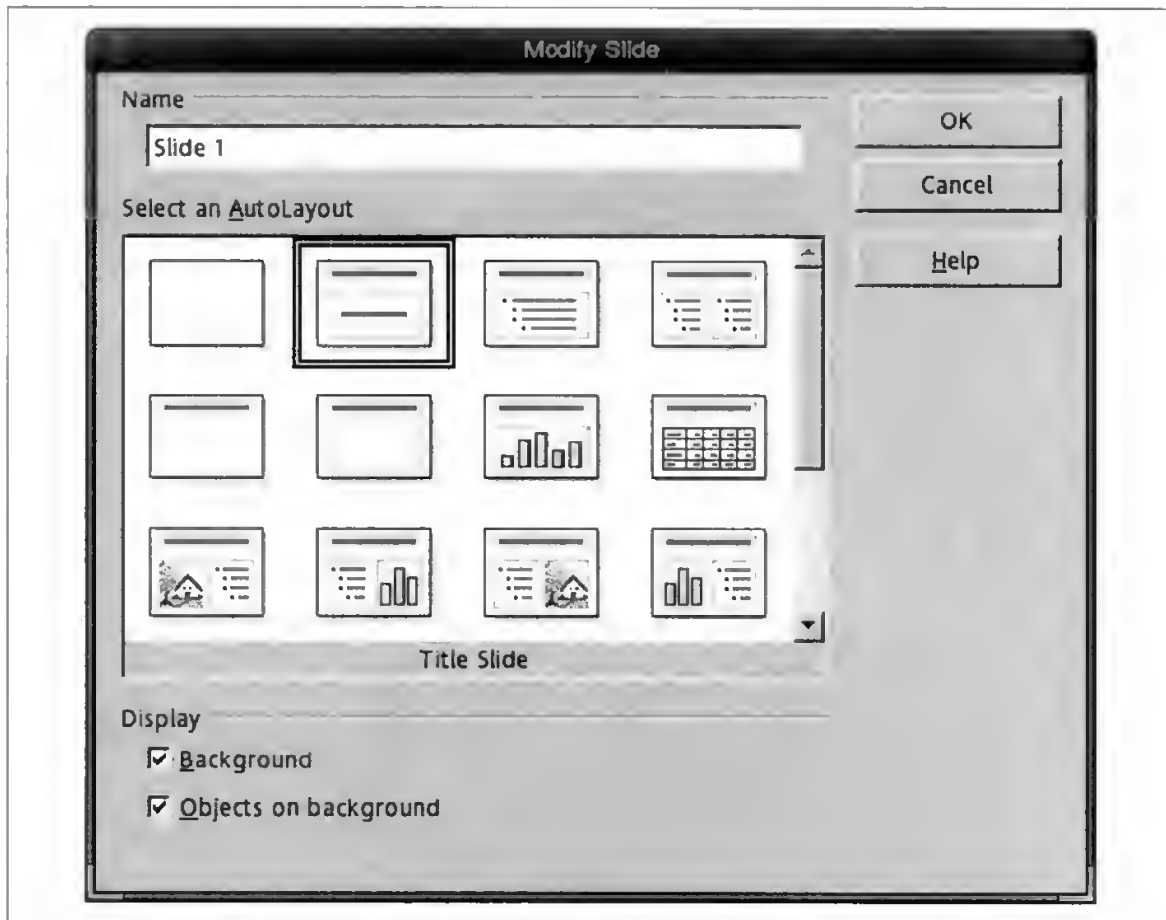 Modify Slide
Name
Slide 1
Select an AutoLayout
Title Slide
Display
Background
Objects on background
OK
Cancel
Help